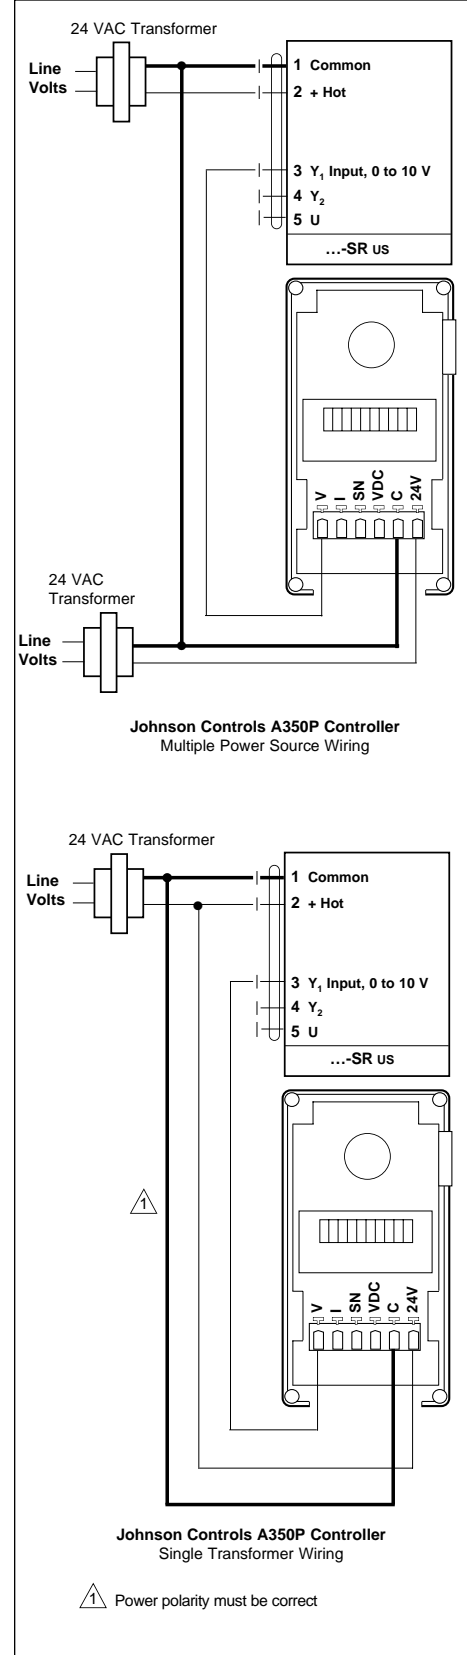 24 VAC Transformer
Line
Volts
1 Common
2 + Hot
3 Y1 Input, 0 to 10 V
4 Y2
5 U
...-SR US
V I SN VDC C 24V
24 VAC
Transformer
Line
Volts
Johnson Controls A350P Controller
Multiple Power Source Wiring
24 VAC Transformer
Line
Volts
1 Common
2 + Hot
3 Y1 Input, 0 to 10 V
4 Y2
5 U
...-SR US
1
V I SN VDC C 24V
Johnson Controls A350P Controller
Single Transformer Wiring
1 Power polarity must be correct